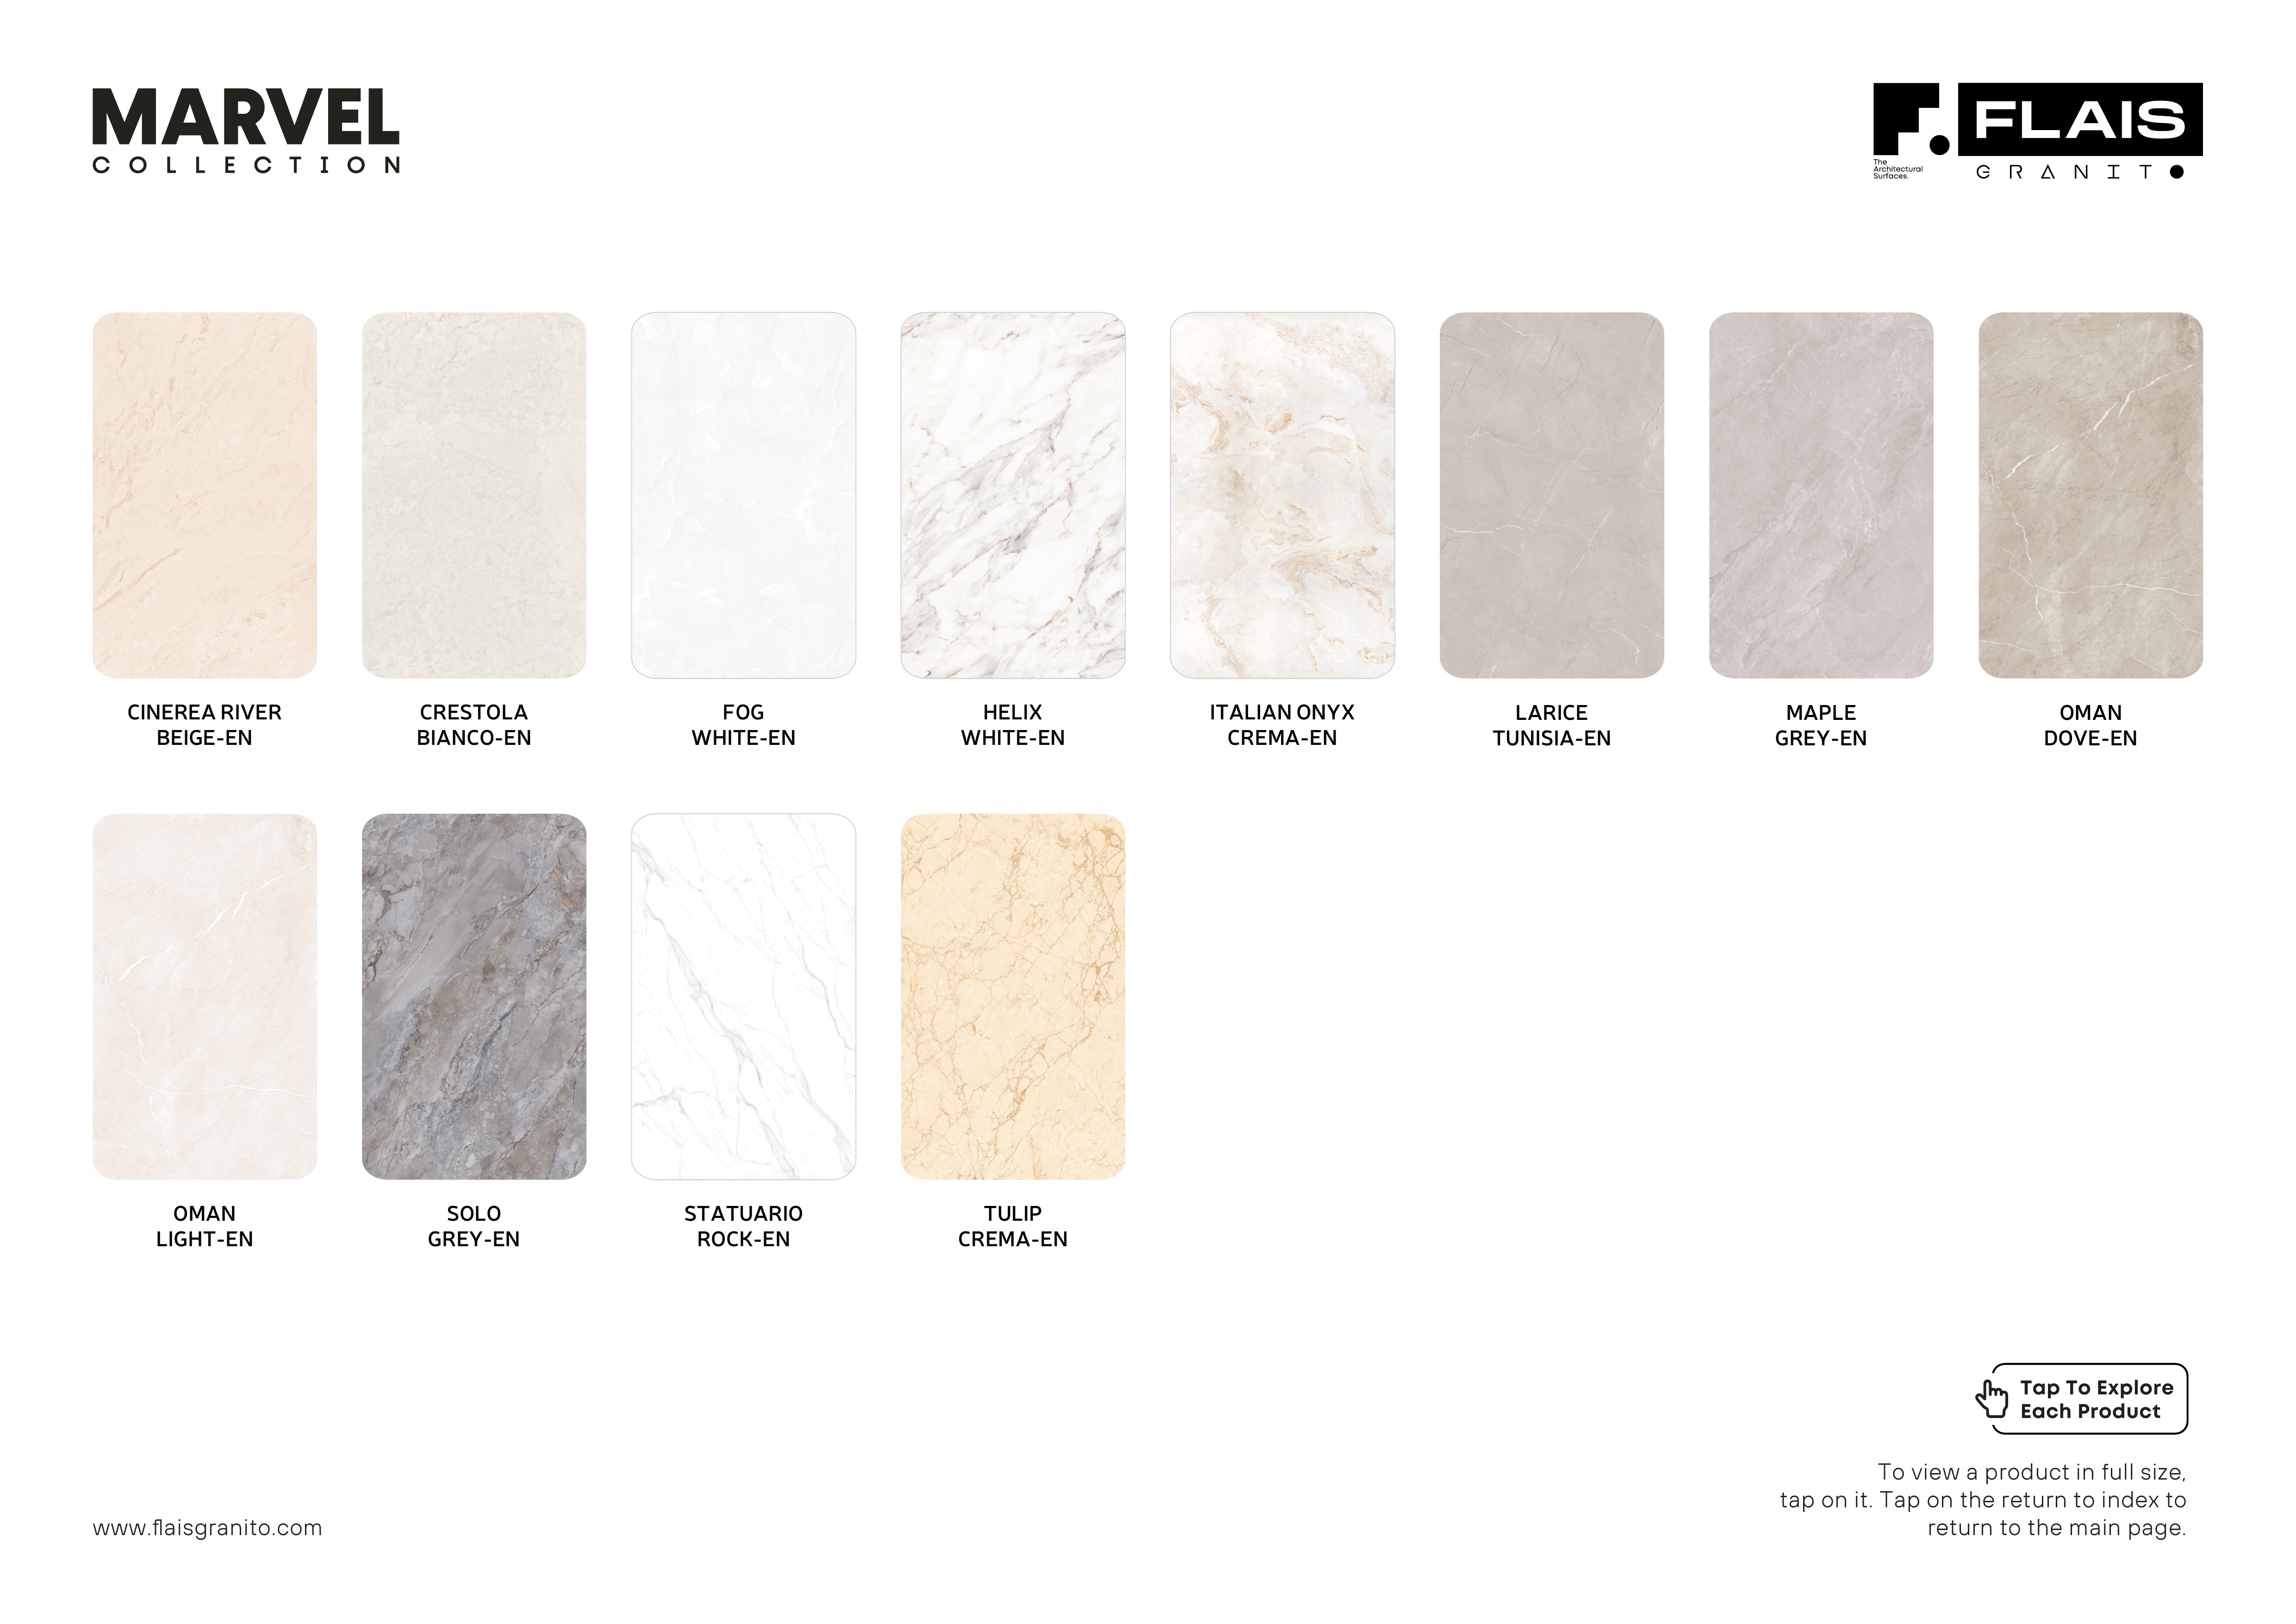 MARVEL
COLLECTION
FLAIS
GRANITO
The
Architectural
Surfaces.
CINEREA RIVER
BEIGE-EN
CRESTOLA
BIANCO-EN
FOG
WHITE-EN
HELIX
WHITE-EN
ITALIAN ONYX
CREMA-EN
LARICE
TUNISIA-EN
MAPLE
GREY-EN
OMAN
DOVE-EN
OMAN
LIGHT-EN
SOLO
GREY-EN
STATUARIO
ROCK-EN
TULIP
CREMA-EN
Tap To Explore
Each Product
To view a product in full size,
tap on it. Tap on the return to index to
return to the main page.
www.flaisgranito.com